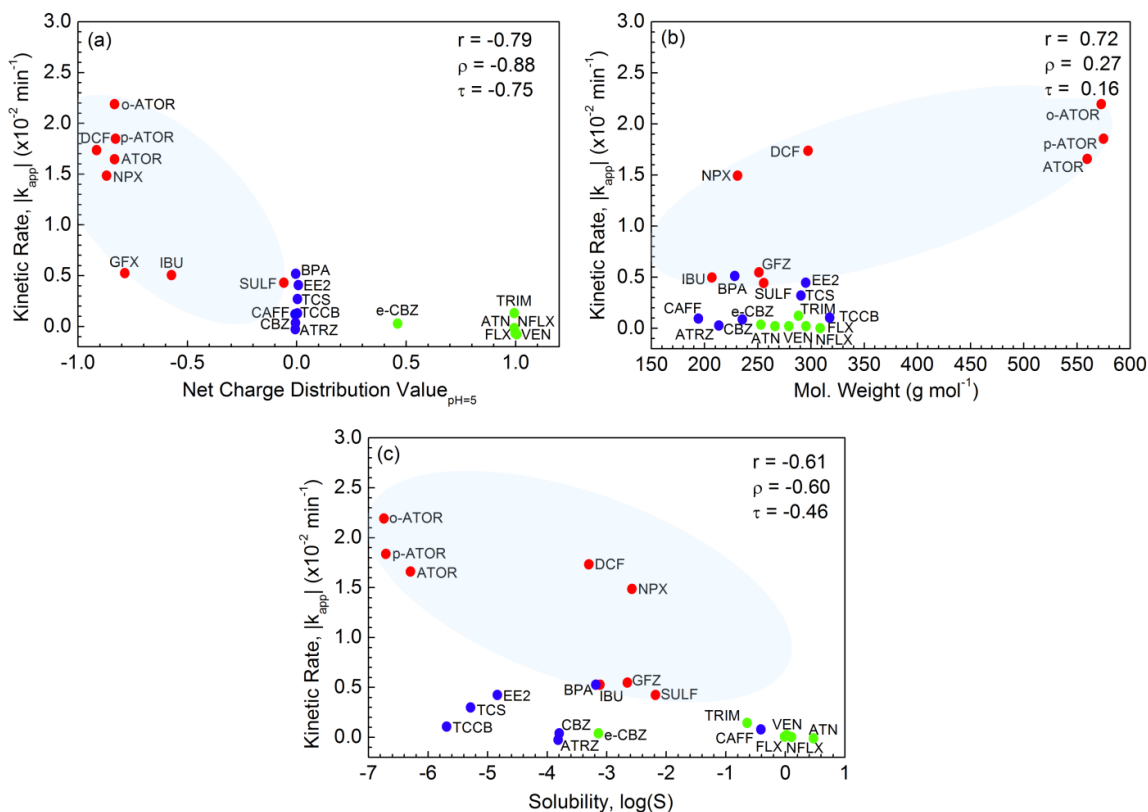 (a)
r = -0.79
ρ = -0.88
τ = -0.75
Kinetic Rate, |k_app| (x10^-2 min^-1)
3.0
2.5
2.0
1.5
1.0
0.5
0.0
o-ATOR
DCF
p-ATOR
ATOR
NPX
GFX
IBU
SULF
BPA
EE2
TCS
CAFF
TCCB
CBZ
ATRZ
e-CBZ
TRIM
ATN
NFLX
FLX
VEN
-1.0
-0.5
0.0
0.5
1.0
Net Charge Distribution Value_pH=5
(b)
r = 0.72
ρ = 0.27
τ = 0.16
Kinetic Rate, |k_app| (x10^-2 min^-1)
3.0
2.5
2.0
1.5
1.0
0.5
0.0
o-ATOR
p-ATOR
ATOR
DCF
NPX
IBU
GFZ
BPA
SULF
EE2
TCS
CAFF
e-CBZ
TRIM
TCCB
ATRZ
CBZ
ATN
VEN
FLX
NFLX
150
200
250
300
350
400
450
500
550
600
Mol. Weight (g mol^-1)
(c)
r = -0.61
ρ = -0.60
τ = -0.46
Kinetic Rate, |k_app| (x10^-2 min^-1)
3.0
2.5
2.0
1.5
1.0
0.5
0.0
o-ATOR
p-ATOR
ATOR
DCF
NPX
BPA
IBU
GFZ
SULF
EE2
TCS
TCCB
CBZ
ATRZ
e-CBZ
TRIM
CAFF
VEN
ATN
FLX
NFLX
-7
-6
-5
-4
-3
-2
-1
0
1
Solubility, log(S)